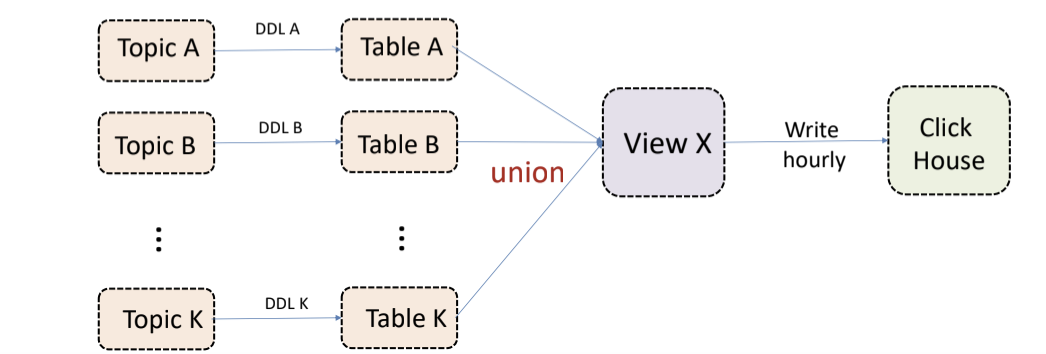 Topic A
DDL A
Table A
Topic B
DDL B
Table B
union
View X
Write
hourly
Click
House
Topic K
DDL K
Table K